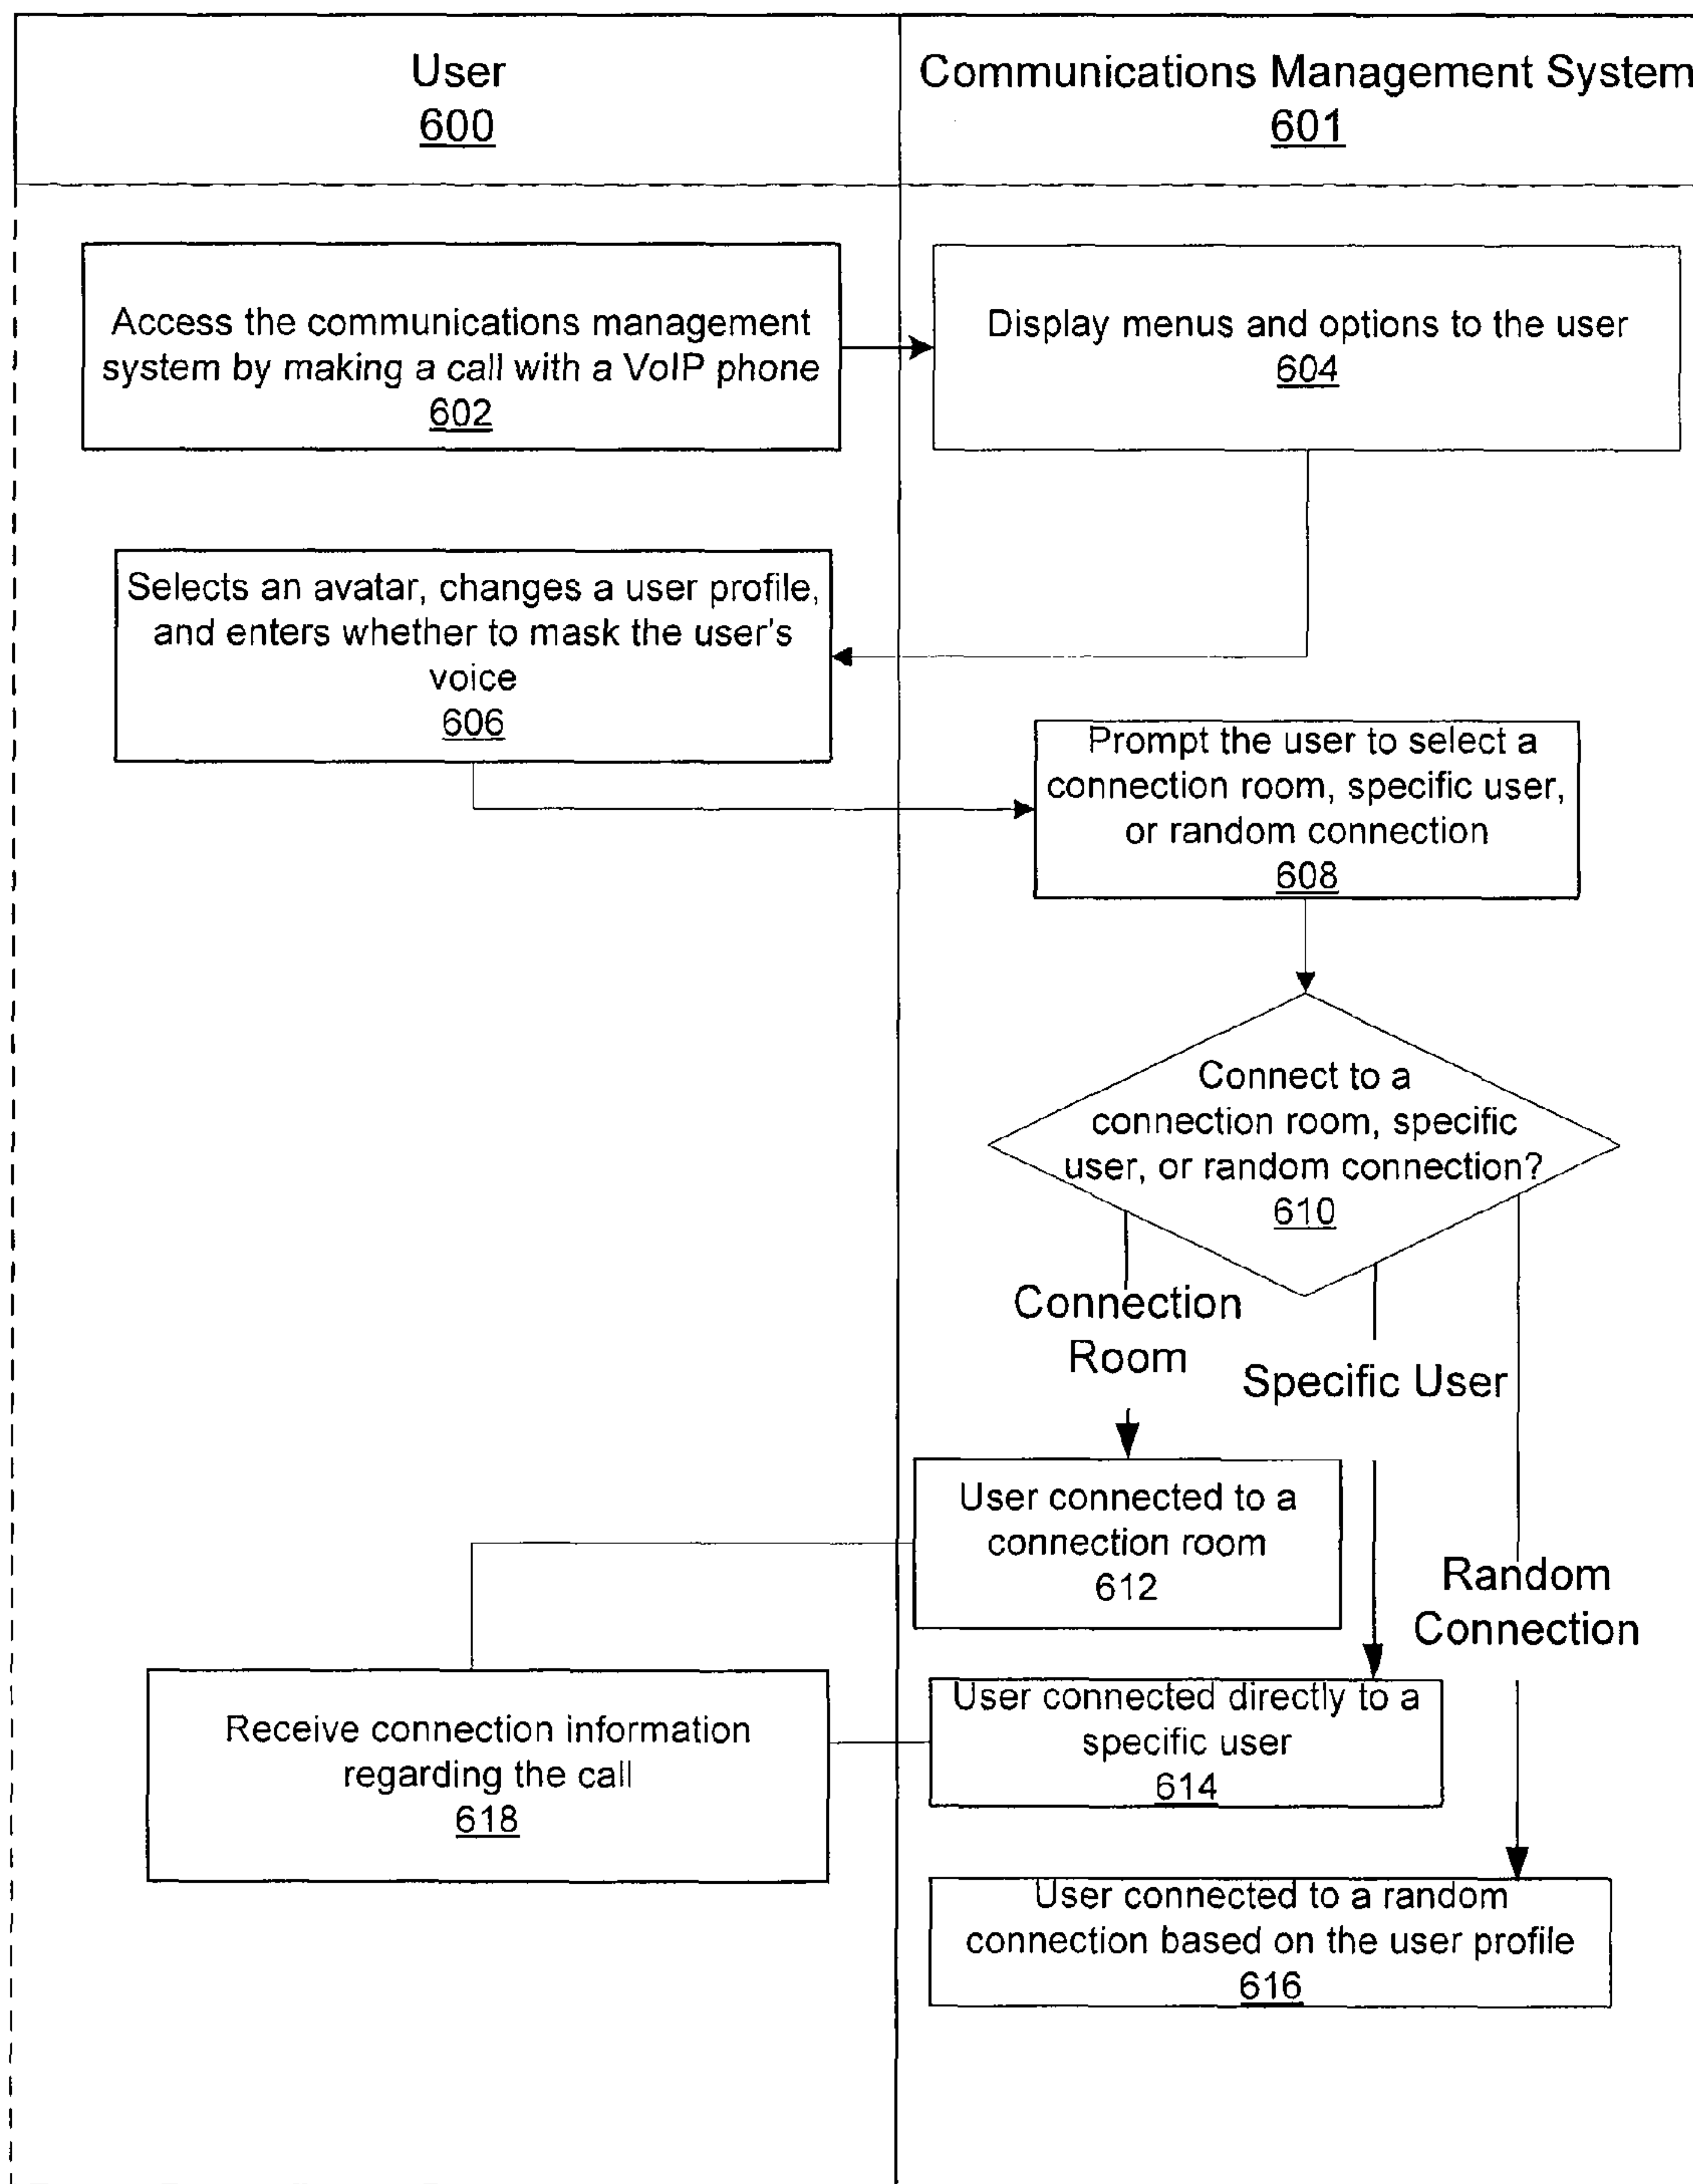 User
600
Communications Management System
601
Access the communications management
system by making a call with a VoIP phone
602
Display menus and options to the user
604
Selects an avatar, changes a user profile,
and enters whether to mask the user's
voice
606
Prompt the user to select a
connection room, specific user,
or random connection
608
Connect to a
connection room, specific
user, or random connection?
610
Connection
Room
Specific User
Random
Connection
User connected to a
connection room
612
Receive connection information
regarding the call
618
User connected directly to a
specific user
614
User connected to a random
connection based on the user profile
616